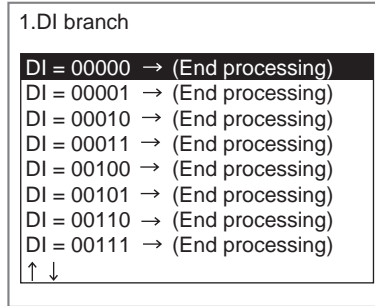 1.DI branch
DI = 00000 → (End processing)
DI = 00001 → (End processing)
DI = 00010 → (End processing)
DI = 00011 → (End processing)
DI = 00100 → (End processing)
DI = 00101 → (End processing)
DI = 00110 → (End processing)
DI = 00111 → (End processing)
↑ ↓